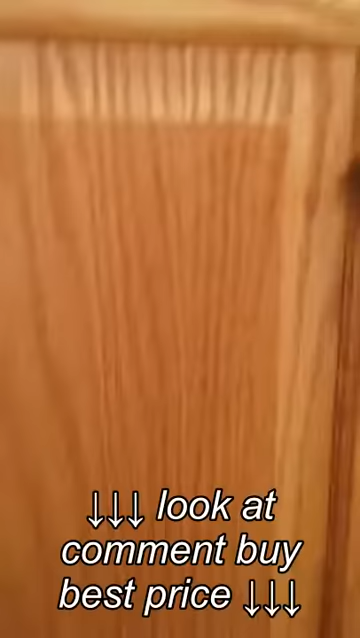 ↓↓↓ look at
comment buy
best price ↓↓↓